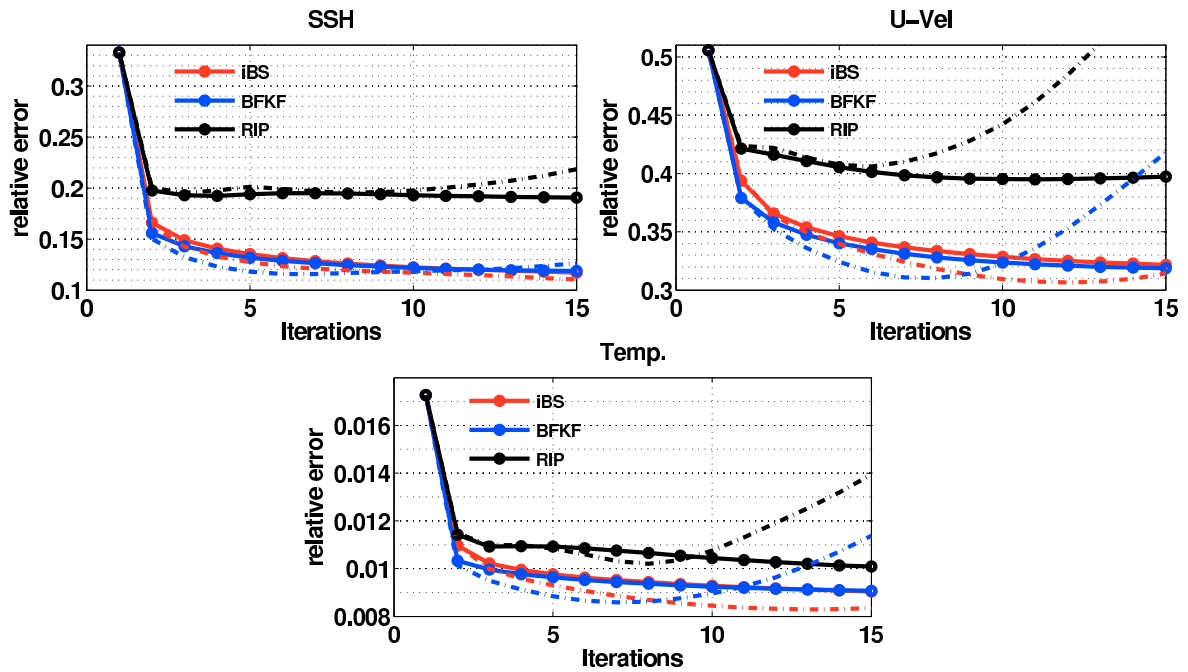 SSH
relative error
0.3
0.25
0.2
0.15
0.1
iBS
BFKF
RIP
0 5 10 15
Iterations
U−Vel
relative error
0.5
0.45
0.4
0.35
0.3
iBS
BFKF
RIP
0 5 10 15
Iterations
Temp.
relative error
0.016
0.014
0.012
0.01
0.008
iBS
BFKF
RIP
0 5 10 15
Iterations